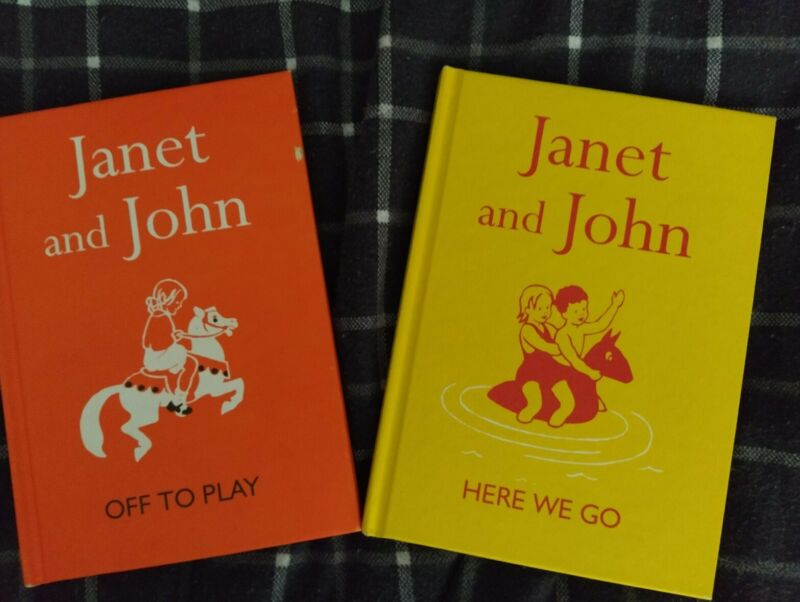 Janet
and John
OFF TO PLAY
Janet
and John
HERE WE GO